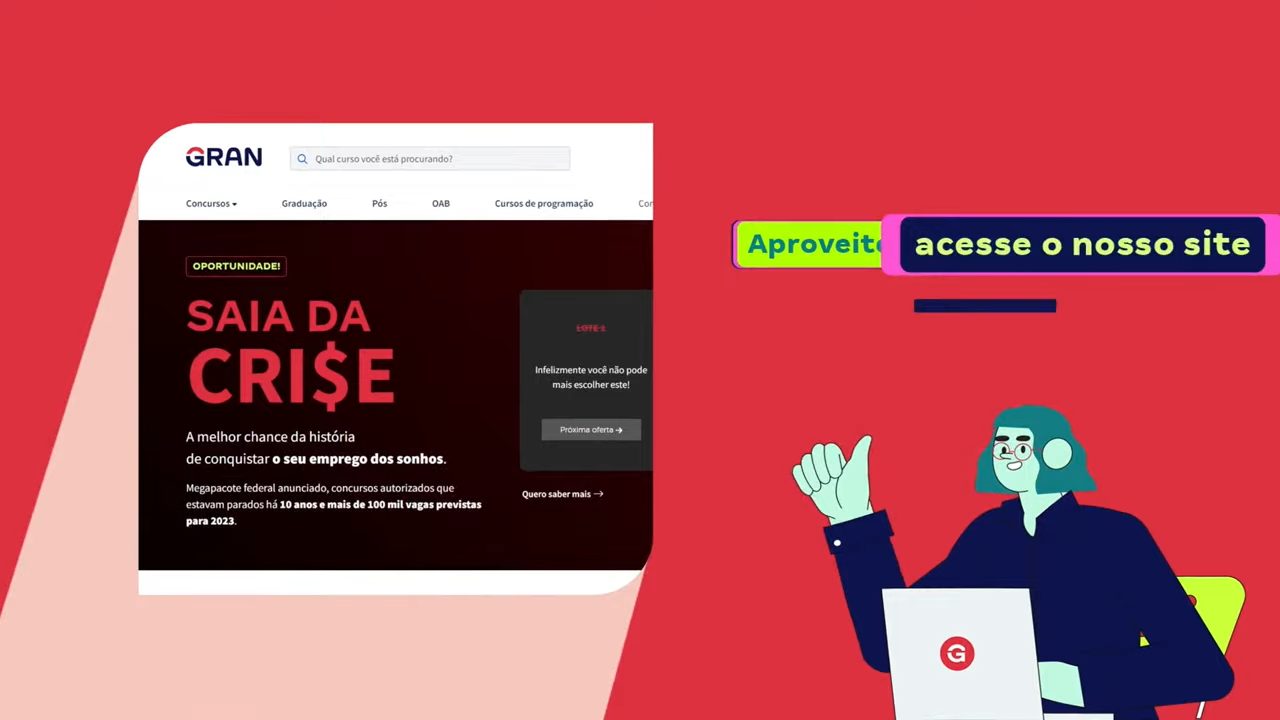 GRAN
Qual curso você está procurando?
Concursos
Graduação
Pós
OAB
Cursos de programação
OPORTUNIDADE!
SAIA DA
CRI$E
A melhor chance da história
de conquistar o seu emprego dos sonhos.
Megapacote federal anunciado, concursos autorizados que
estavam parados há 10 anos e mais de 100 mil vagas previstas
para 2023.
LOTE 1
Infelizmente você não pode
mais escolher este!
Próxima oferta →
Quero saber mais →
Aproveite
acesse o nosso site
G